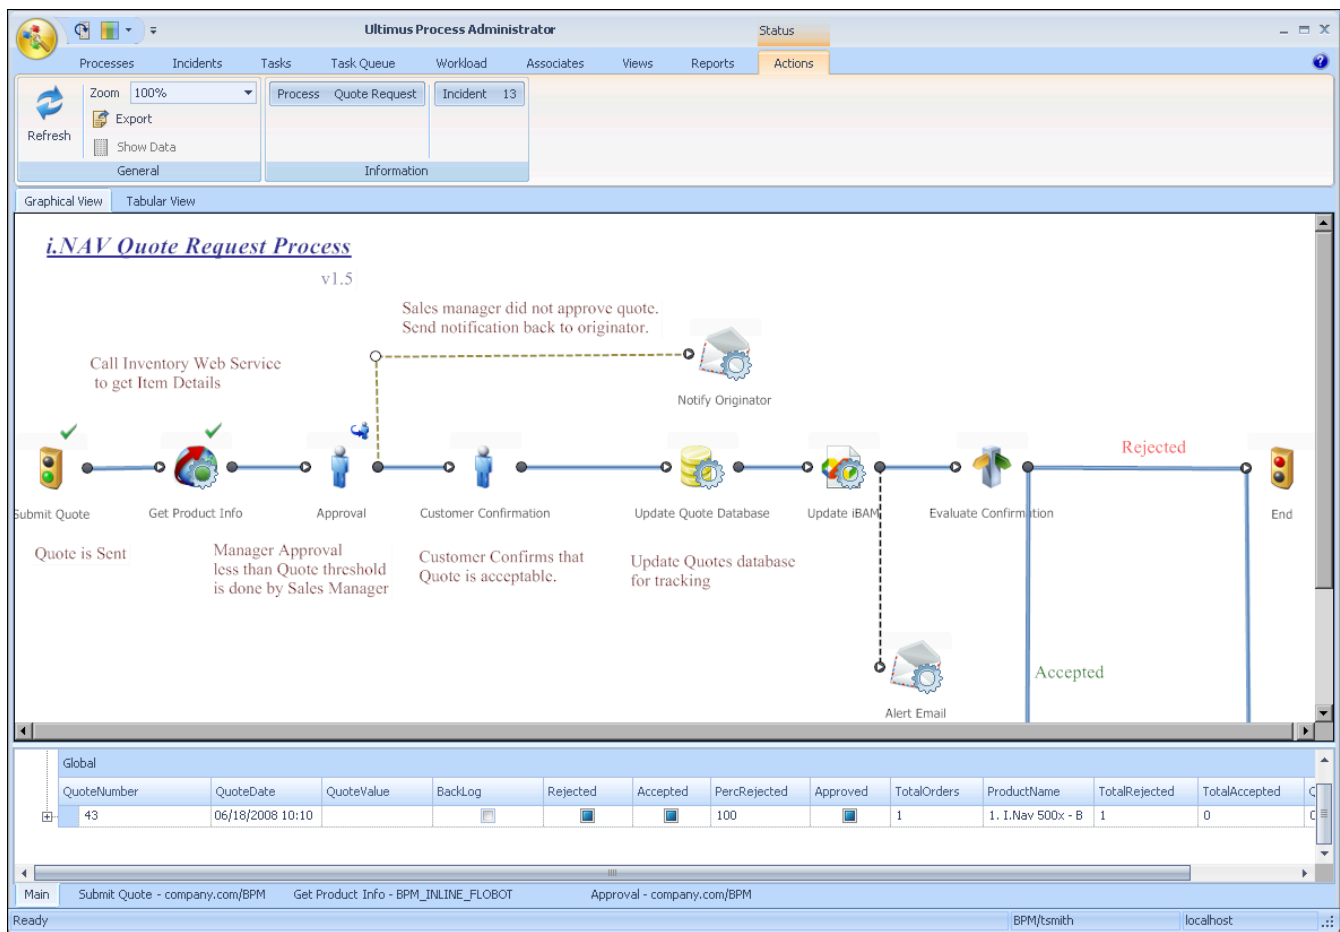 Ultimus Process Administrator
Status
Processes Incidents Tasks Task Queue Workload Associates Views Reports Actions
Refresh
Zoom 100%
Export
Show Data
General
Process Quote Request
Incident 13
Information
Graphical View Tabular View
i.NAV Quote Request Process
v1.5
Sales manager did not approve quote.
Send notification back to originator.
Call Inventory Web Service
to get Item Details
Notify Originator
Rejected
Submit Quote Get Product Info Approval Customer Confirmation Update Quote Database Update iBAM Evaluate Confirmation End
Quote is Sent
Manager Approval
less than Quote threshold
is done by Sales Manager
Customer Confirms that
Quote is acceptable.
Update Quotes database
for tracking
Accepted
Alert Email
Global
QuoteNumber QuoteDate QuoteValue BackLog Rejected Accepted PercRejected Approved TotalOrders ProductName TotalRejected TotalAccepted
43 06/18/2008 10:10 100 1 1. I.Nav 500x - B 1 0
Main Submit Quote - company.com/BPM Get Product Info - BPM_INLINE_FLOBOT Approval - company.com/BPM
Ready BPM/tsmith localhost